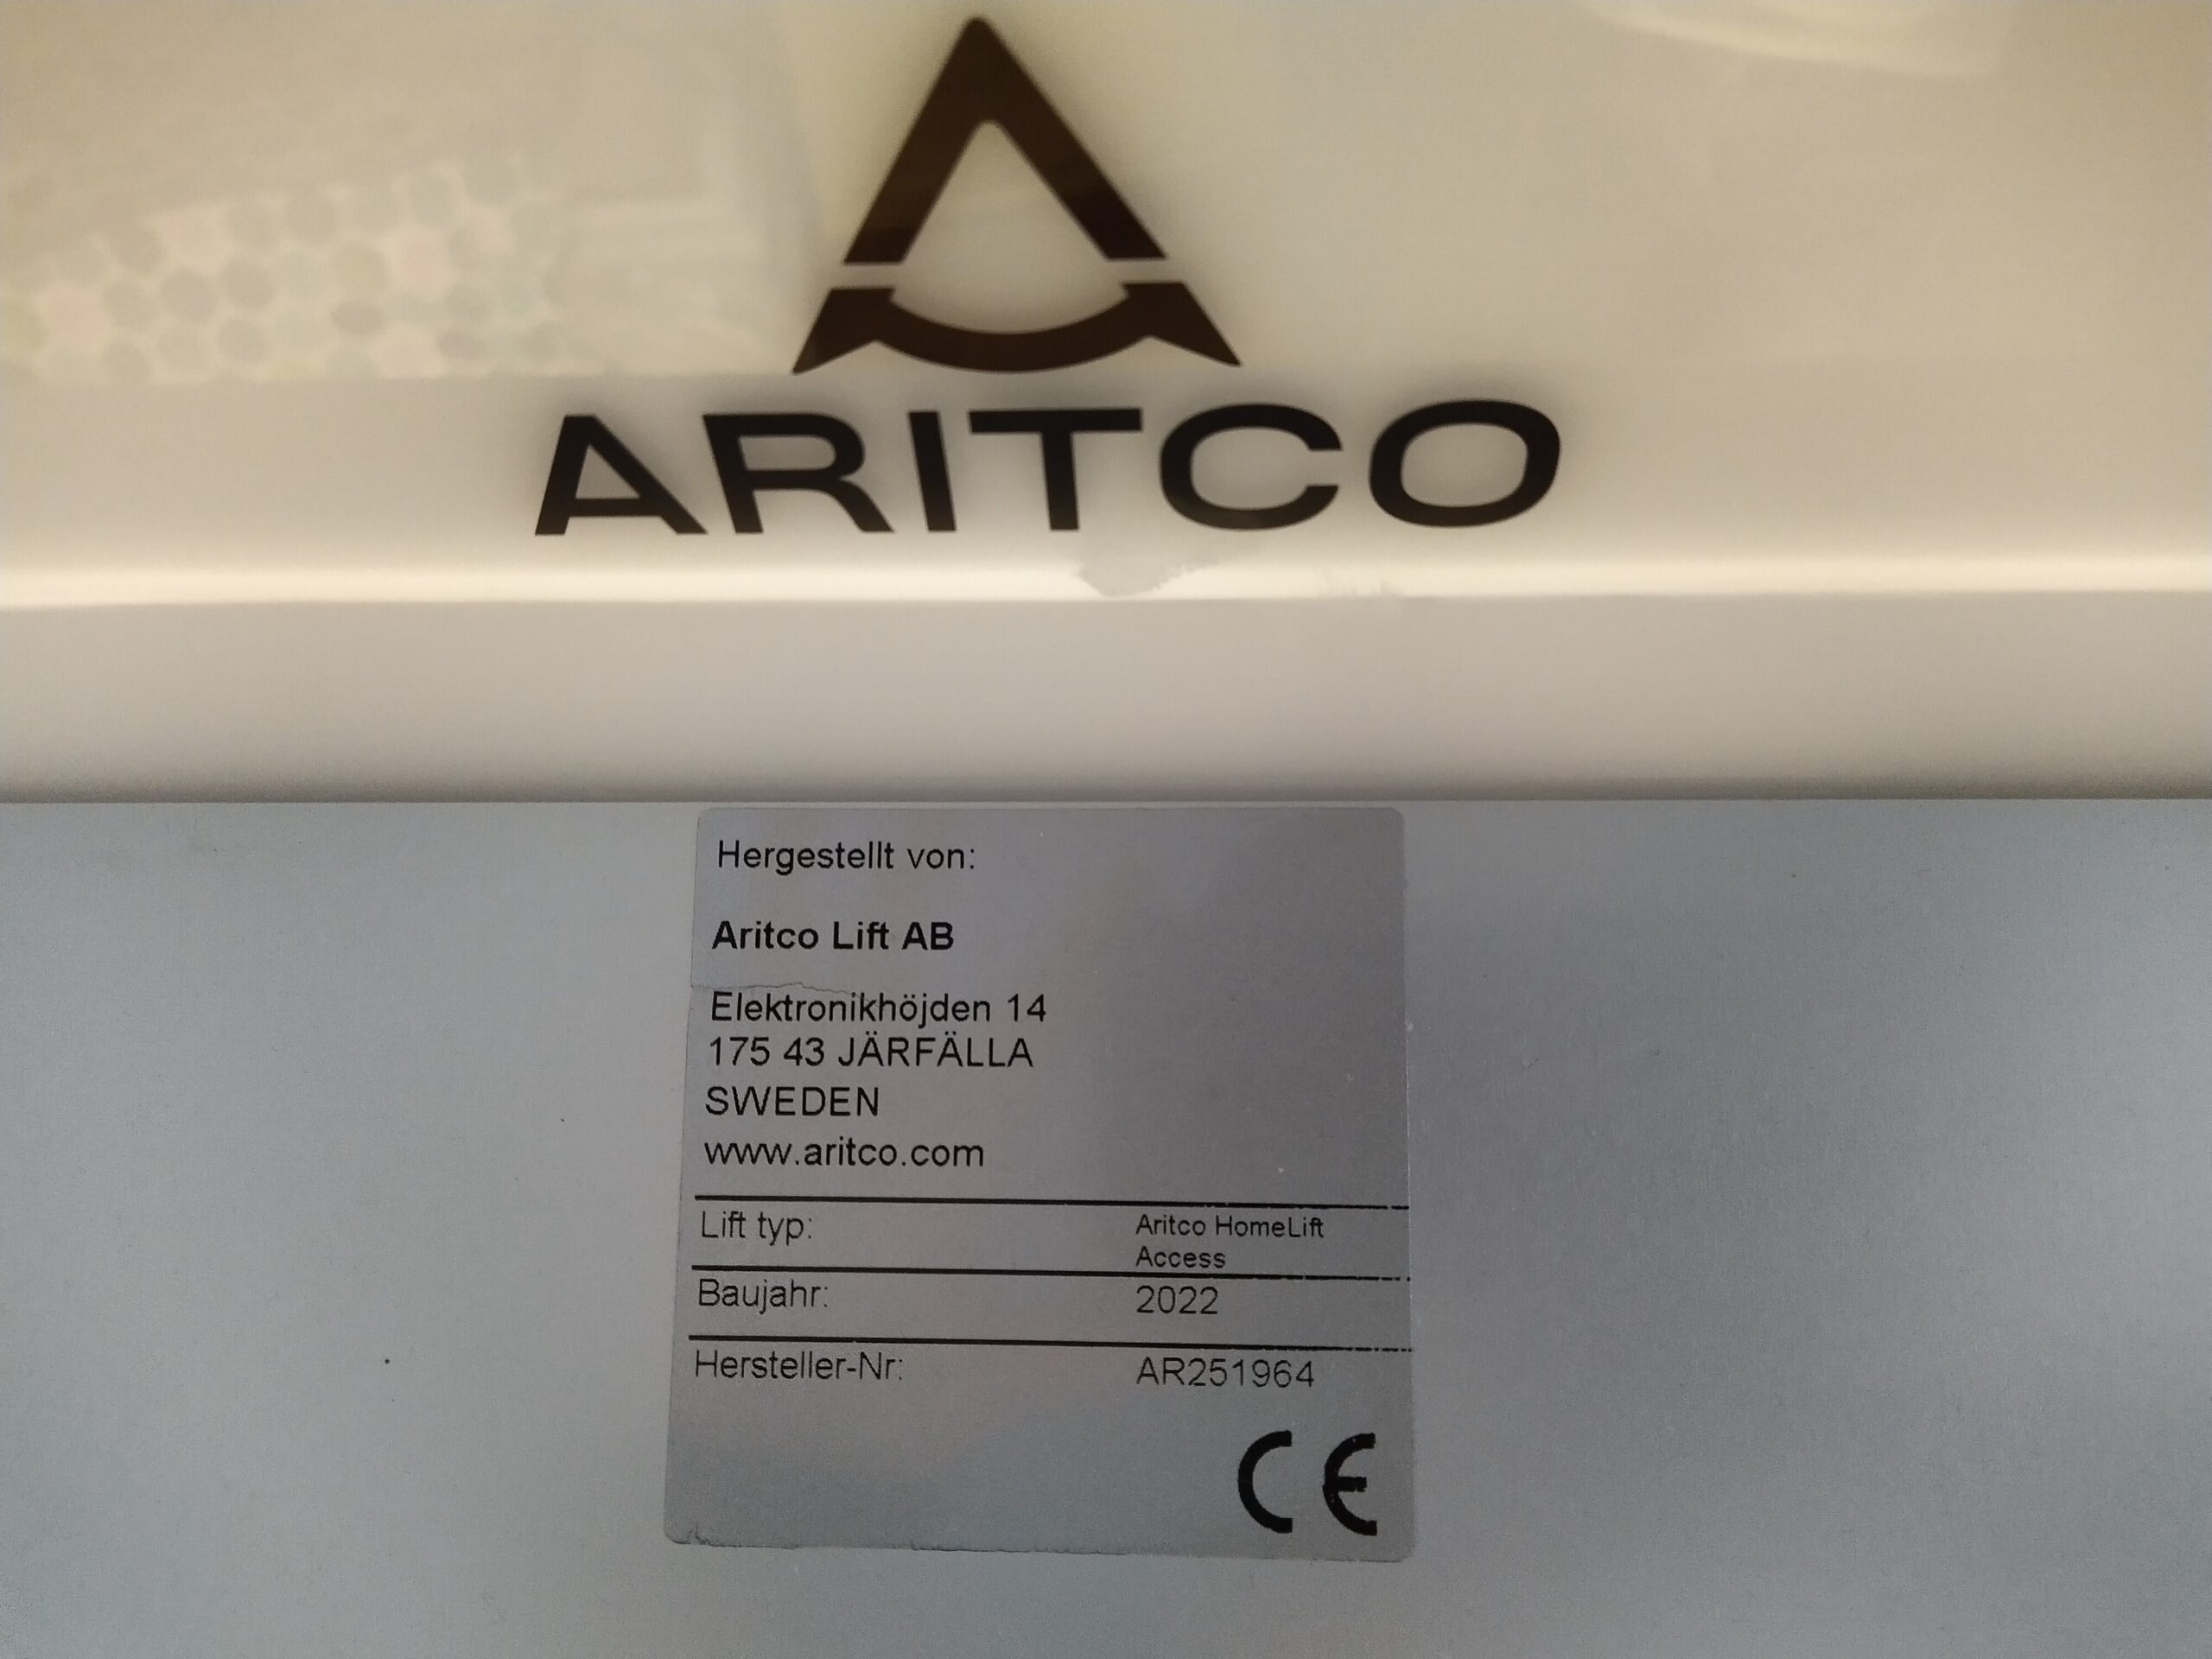 ARITCO
Hergestellt von:
Aritco Lift AB
Elektronikhöjden 14
175 43 JÄRFÄLLA
SWEDEN
www.aritco.com
Lift typ: Aritco HomeLift
Access
Baujahr: 2022
Hersteller-Nr: AR251964
CE